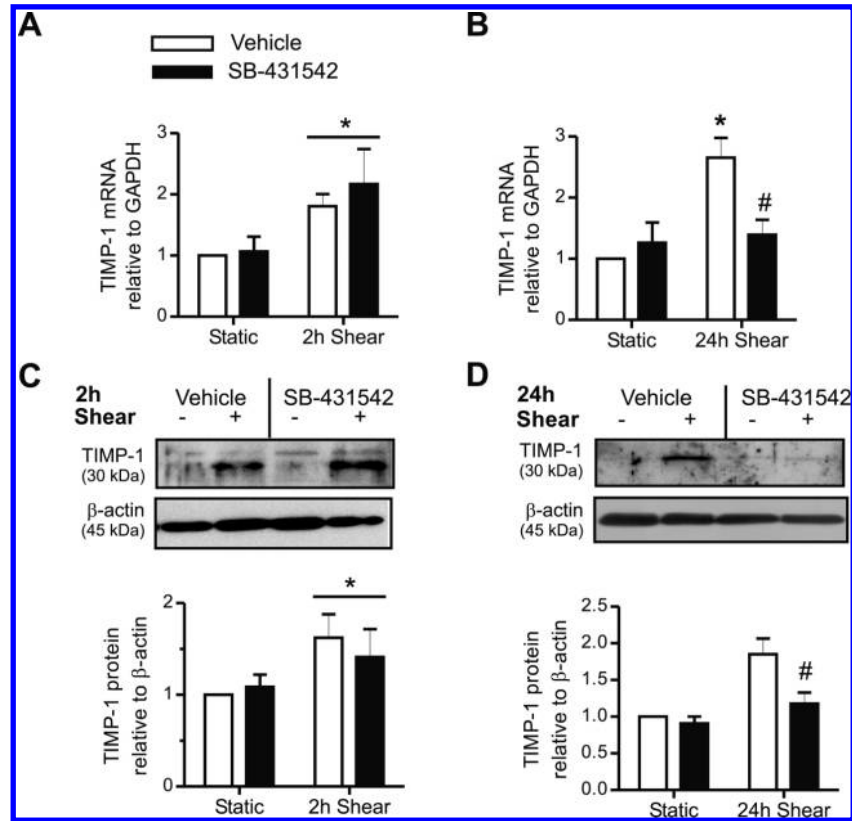 A
Vehicle
SB-431542
TIMP-1 mRNA
relative to GAPDH
3
2
1
0
*
Static
2h Shear
B
TIMP-1 mRNA
relative to GAPDH
3
2
1
0
*
#
Static
24h Shear
C
2h
Shear
Vehicle
SB-431542
- + - +
TIMP-1
(30 kDa)
β-actin
(45 kDa)
TIMP-1 protein
relative to β-actin
2
1
0
*
Static
2h Shear
D
24h
Shear
Vehicle
SB-431542
- + - +
TIMP-1
(30 kDa)
β-actin
(45 kDa)
TIMP-1 protein
relative to β-actin
2.5
2.0
1.5
1.0
0.5
0.0
#
Static
24h Shear